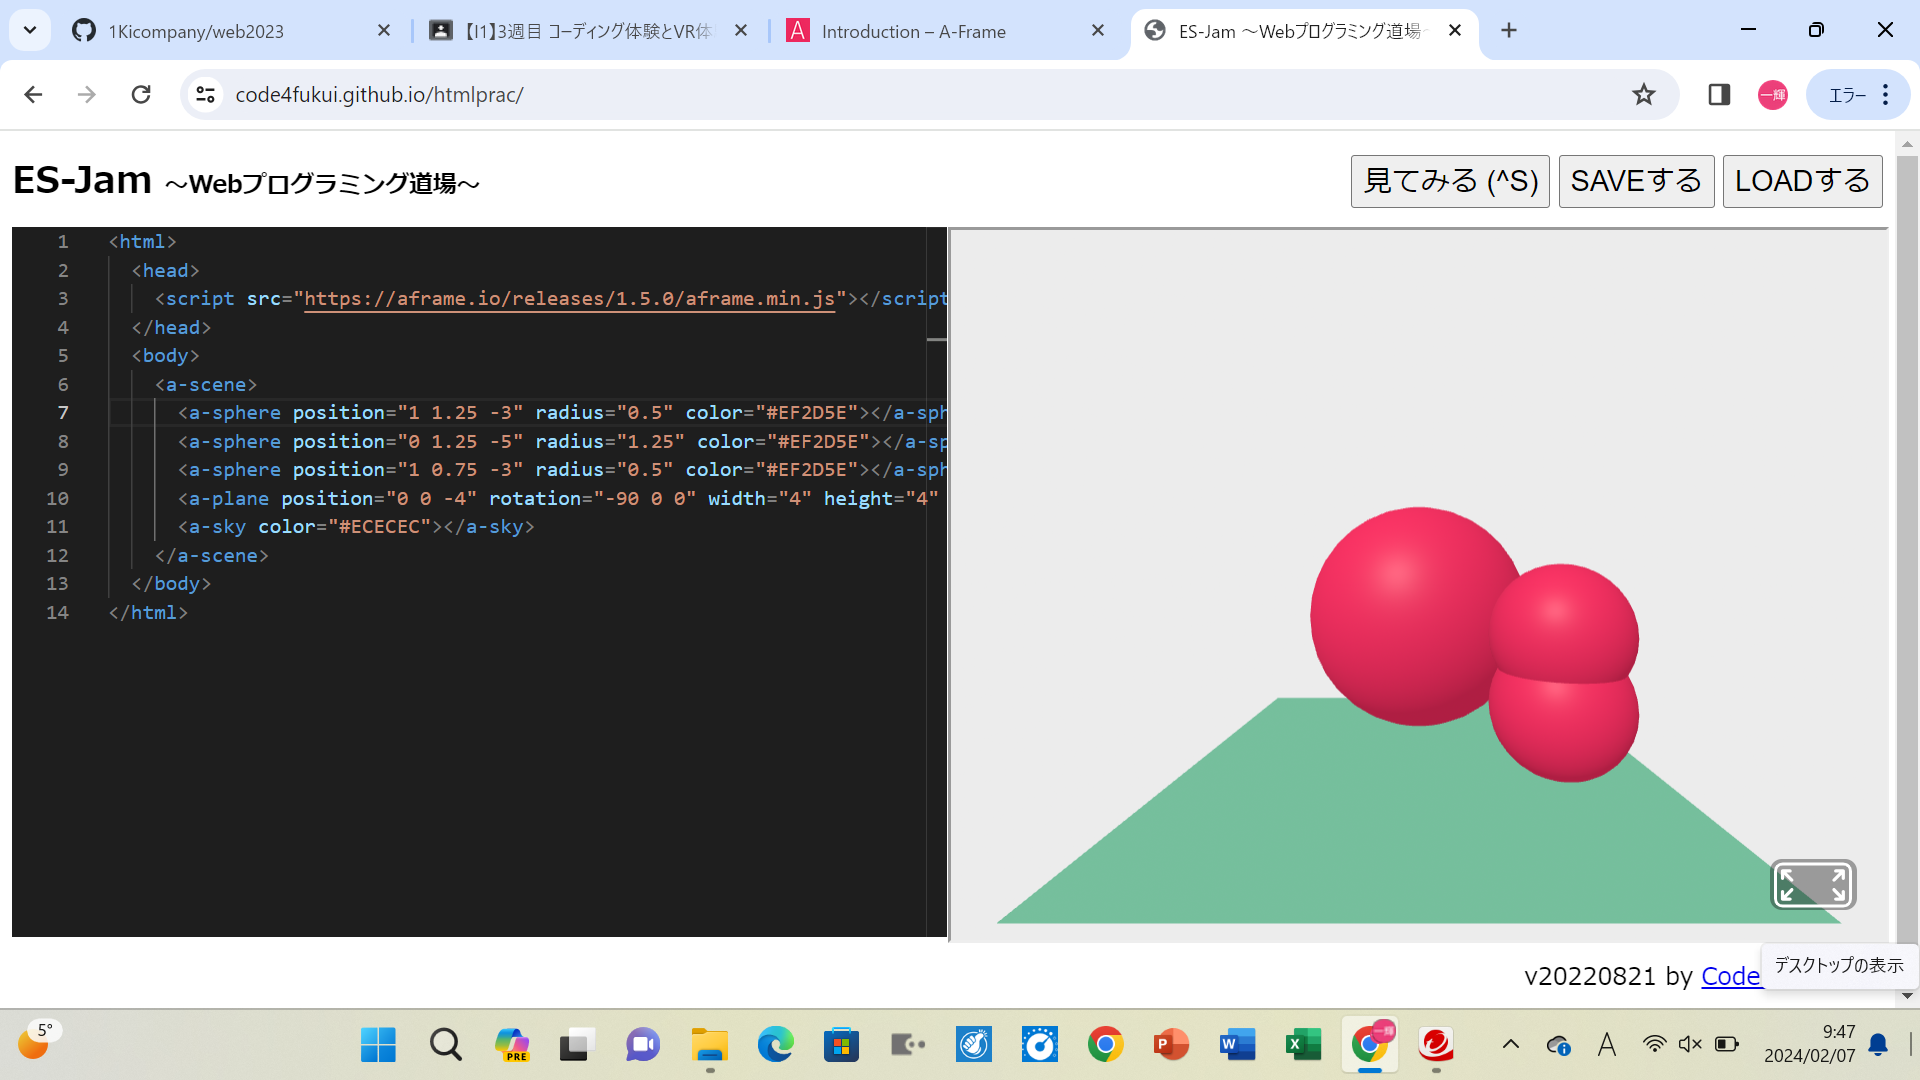 1Kicompany/web2023
【I1】3週目 コーディング体験とVR体
Introduction – A-Frame
ES-Jam 〜Webプログラミング道場〜
code4fukui.github.io/htmlprac/
一輝
エラー
ES-Jam 〜Webプログラミング道場〜
見てみる (^S)
SAVEする
LOADする
1 <html>
2 <head>
3 <script src="https://aframe.io/releases/1.5.0/aframe.min.js"></script
4 </head>
5 <body>
6 <a-scene>
7 <a-sphere position="1 1.25 -3" radius="0.5" color="#EF2D5E"></a-sph
8 <a-sphere position="0 1.25 -5" radius="1.25" color="#EF2D5E"></a-sp
9 <a-sphere position="1 0.75 -3" radius="0.5" color="#EF2D5E"></a-sph
10 <a-plane position="0 0 -4" rotation="-90 0 0" width="4" height="4"
11 <a-sky color="#ECECEC"></a-sky>
12 </a-scene>
13 </body>
14 </html>
v20220821 by Code
デスクトップの表示
5°
PRE
A
9:47
2024/02/07